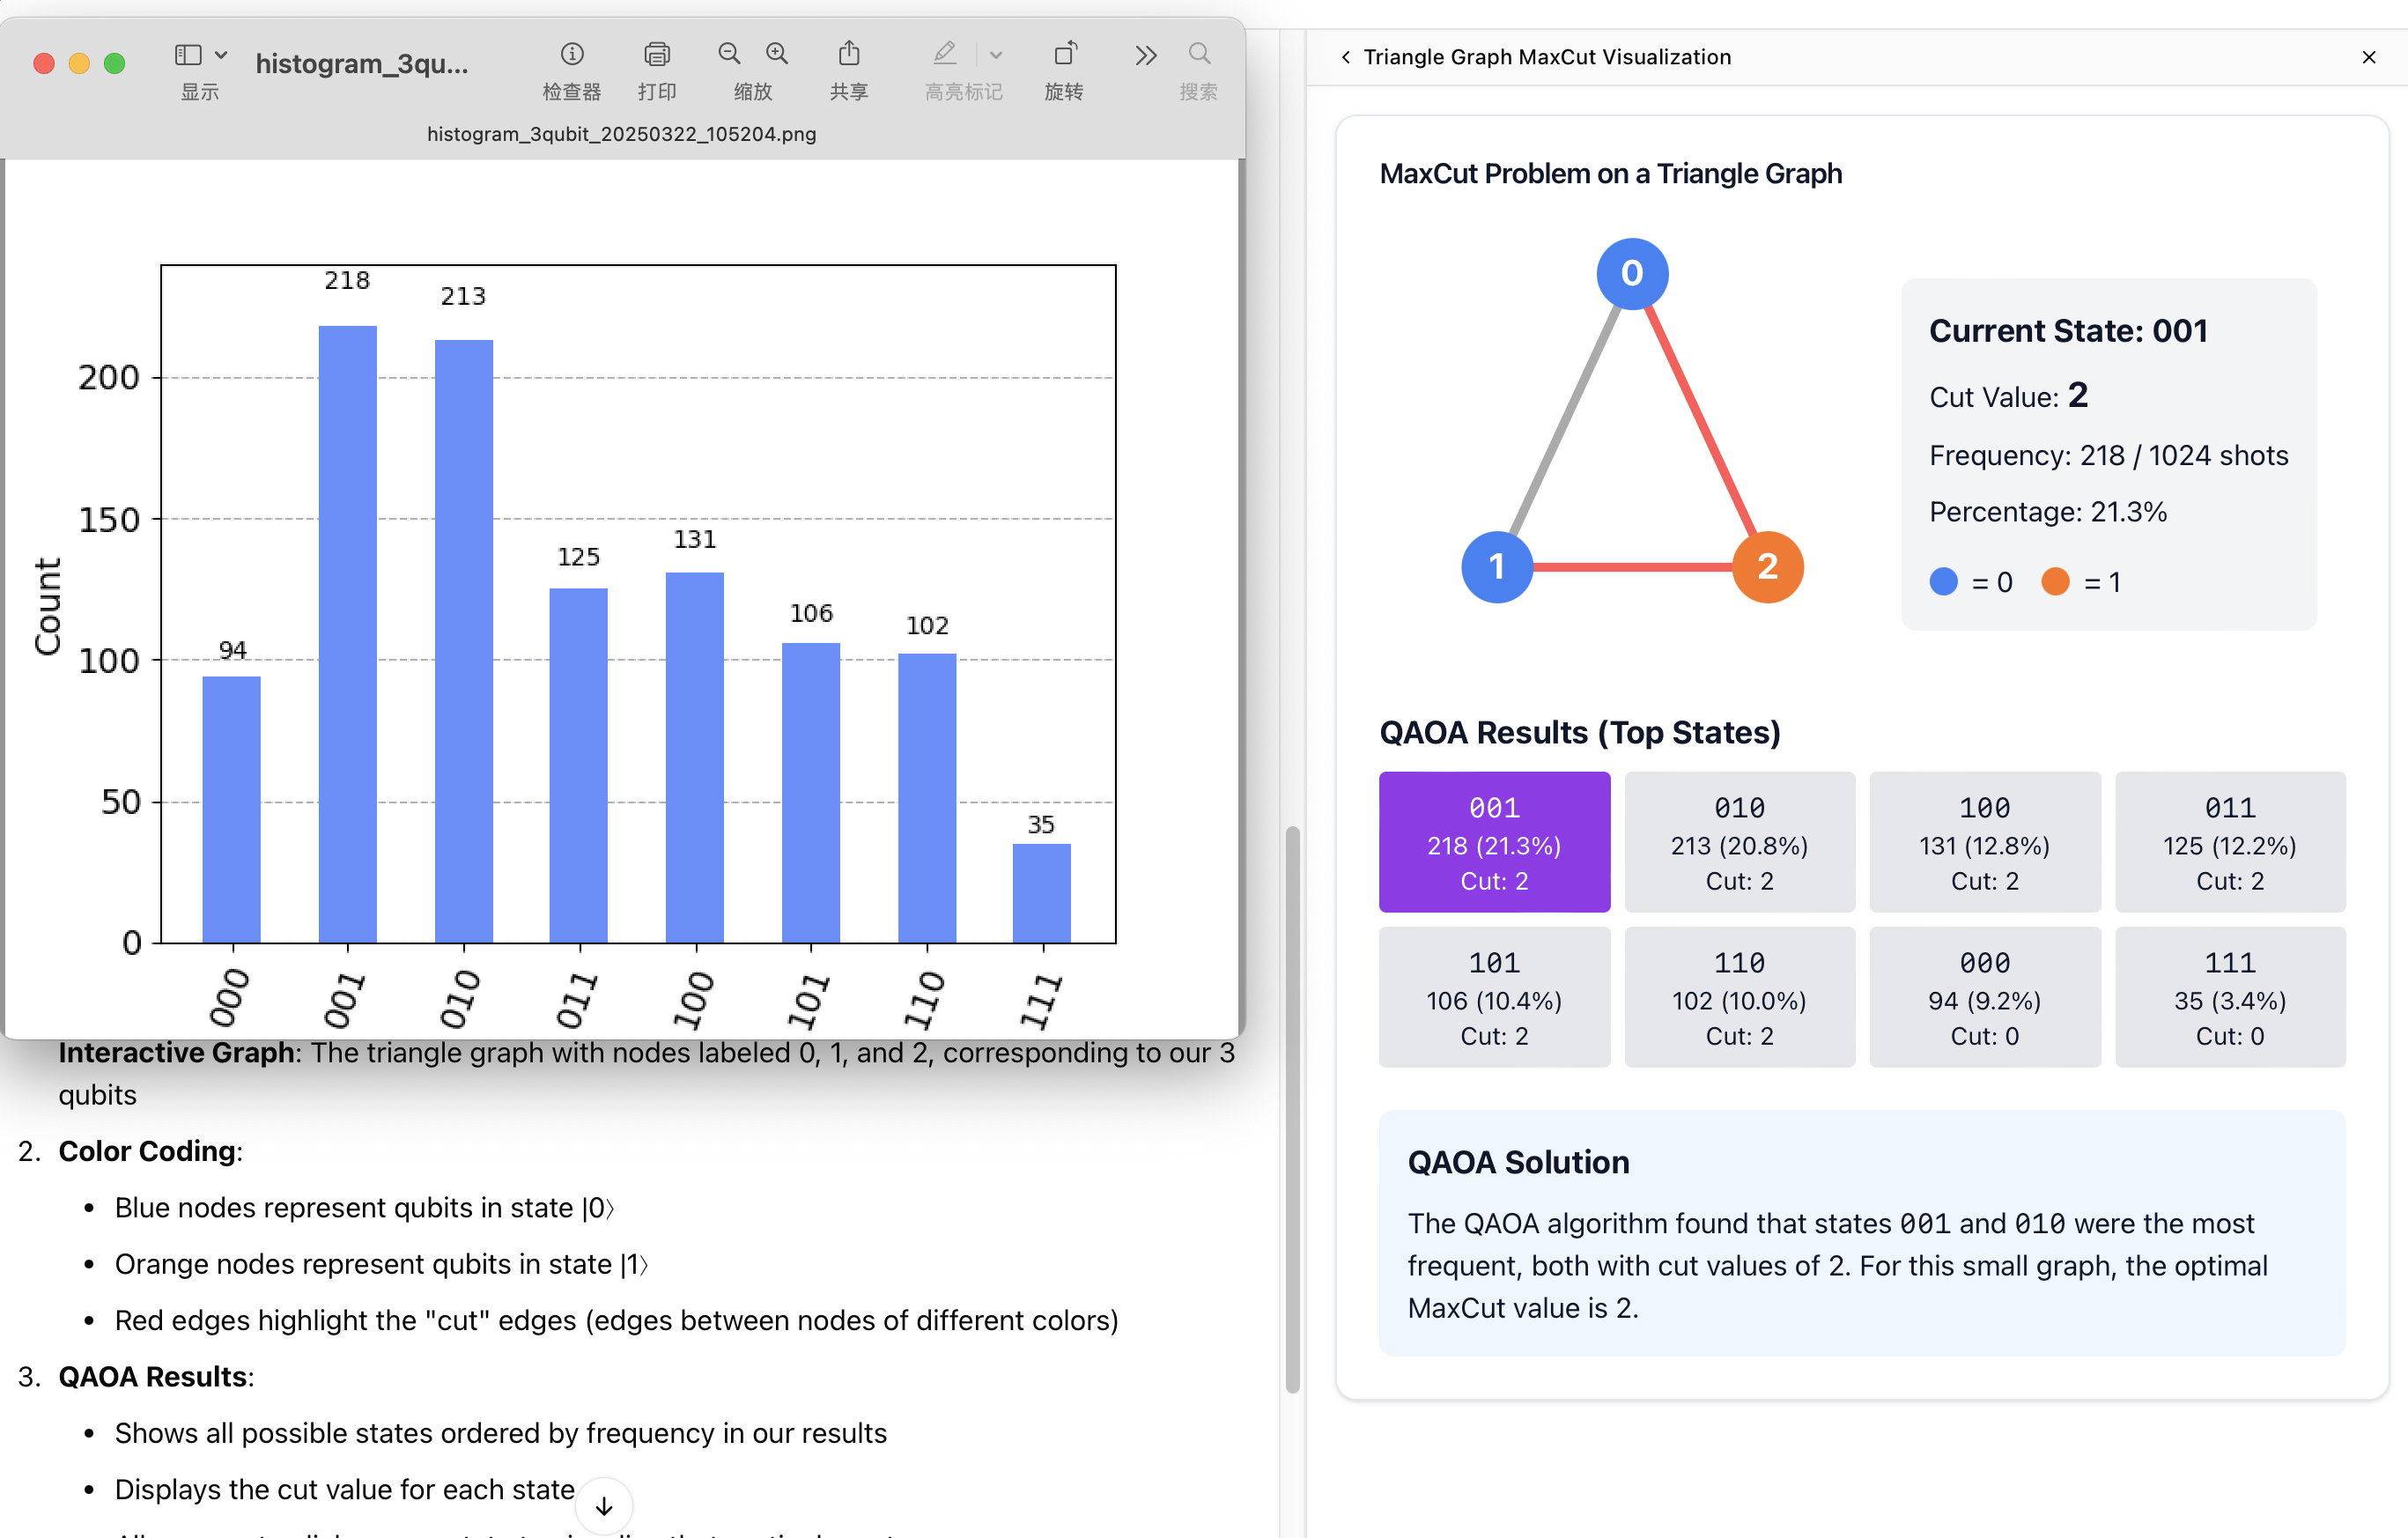 histogram_3qu...
显示
检查器
打印
缩放
共享
高亮标记
旋转
搜索
histogram_3qubit_20250322_105204.png
218
213
125
131
106
102
94
35
Count
200
150
100
50
0
000
001
010
011
100
101
110
111
Interactive Graph: The triangle graph with nodes labeled 0, 1, and 2, corresponding to our 3
qubits
2. Color Coding:
• Blue nodes represent qubits in state |0⟩
• Orange nodes represent qubits in state |1⟩
• Red edges highlight the "cut" edges (edges between nodes of different colors)
3. QAOA Results:
• Shows all possible states ordered by frequency in our results
• Displays the cut value for each state
Triangle Graph MaxCut Visualization
MaxCut Problem on a Triangle Graph
0
1
2
Current State: 001
Cut Value: 2
Frequency: 218 / 1024 shots
Percentage: 21.3%
= 0 = 1
QAOA Results (Top States)
001
218 (21.3%)
Cut: 2
010
213 (20.8%)
Cut: 2
100
131 (12.8%)
Cut: 2
011
125 (12.2%)
Cut: 2
101
106 (10.4%)
Cut: 2
110
102 (10.0%)
Cut: 2
000
94 (9.2%)
Cut: 0
111
35 (3.4%)
Cut: 0
QAOA Solution
The QAOA algorithm found that states 001 and 010 were the most
frequent, both with cut values of 2. For this small graph, the optimal
MaxCut value is 2.